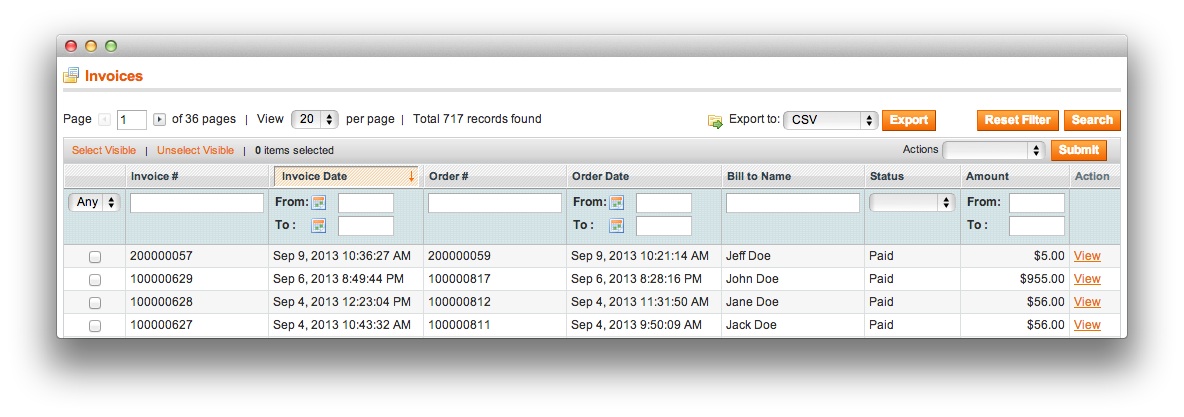 Invoices
Page 1 of 36 pages | View 20 per page | Total 717 records found Export to: CSV Export Reset Filter Search
Select Visible | Unselect Visible | 0 items selected Actions Submit
Invoice # Invoice Date ↓ Order # Order Date Bill to Name Status Amount Action
Any From: From: From:
To : To : To :
200000057 Sep 9, 2013 10:36:27 AM 200000059 Sep 9, 2013 10:21:14 AM Jeff Doe Paid $5.00 View
100000629 Sep 6, 2013 8:49:44 PM 100000817 Sep 6, 2013 8:28:16 PM John Doe Paid $955.00 View
100000628 Sep 4, 2013 12:23:04 PM 100000812 Sep 4, 2013 11:31:50 AM Jane Doe Paid $56.00 View
100000627 Sep 4, 2013 10:43:32 AM 100000811 Sep 4, 2013 9:50:09 AM Jack Doe Paid $56.00 View